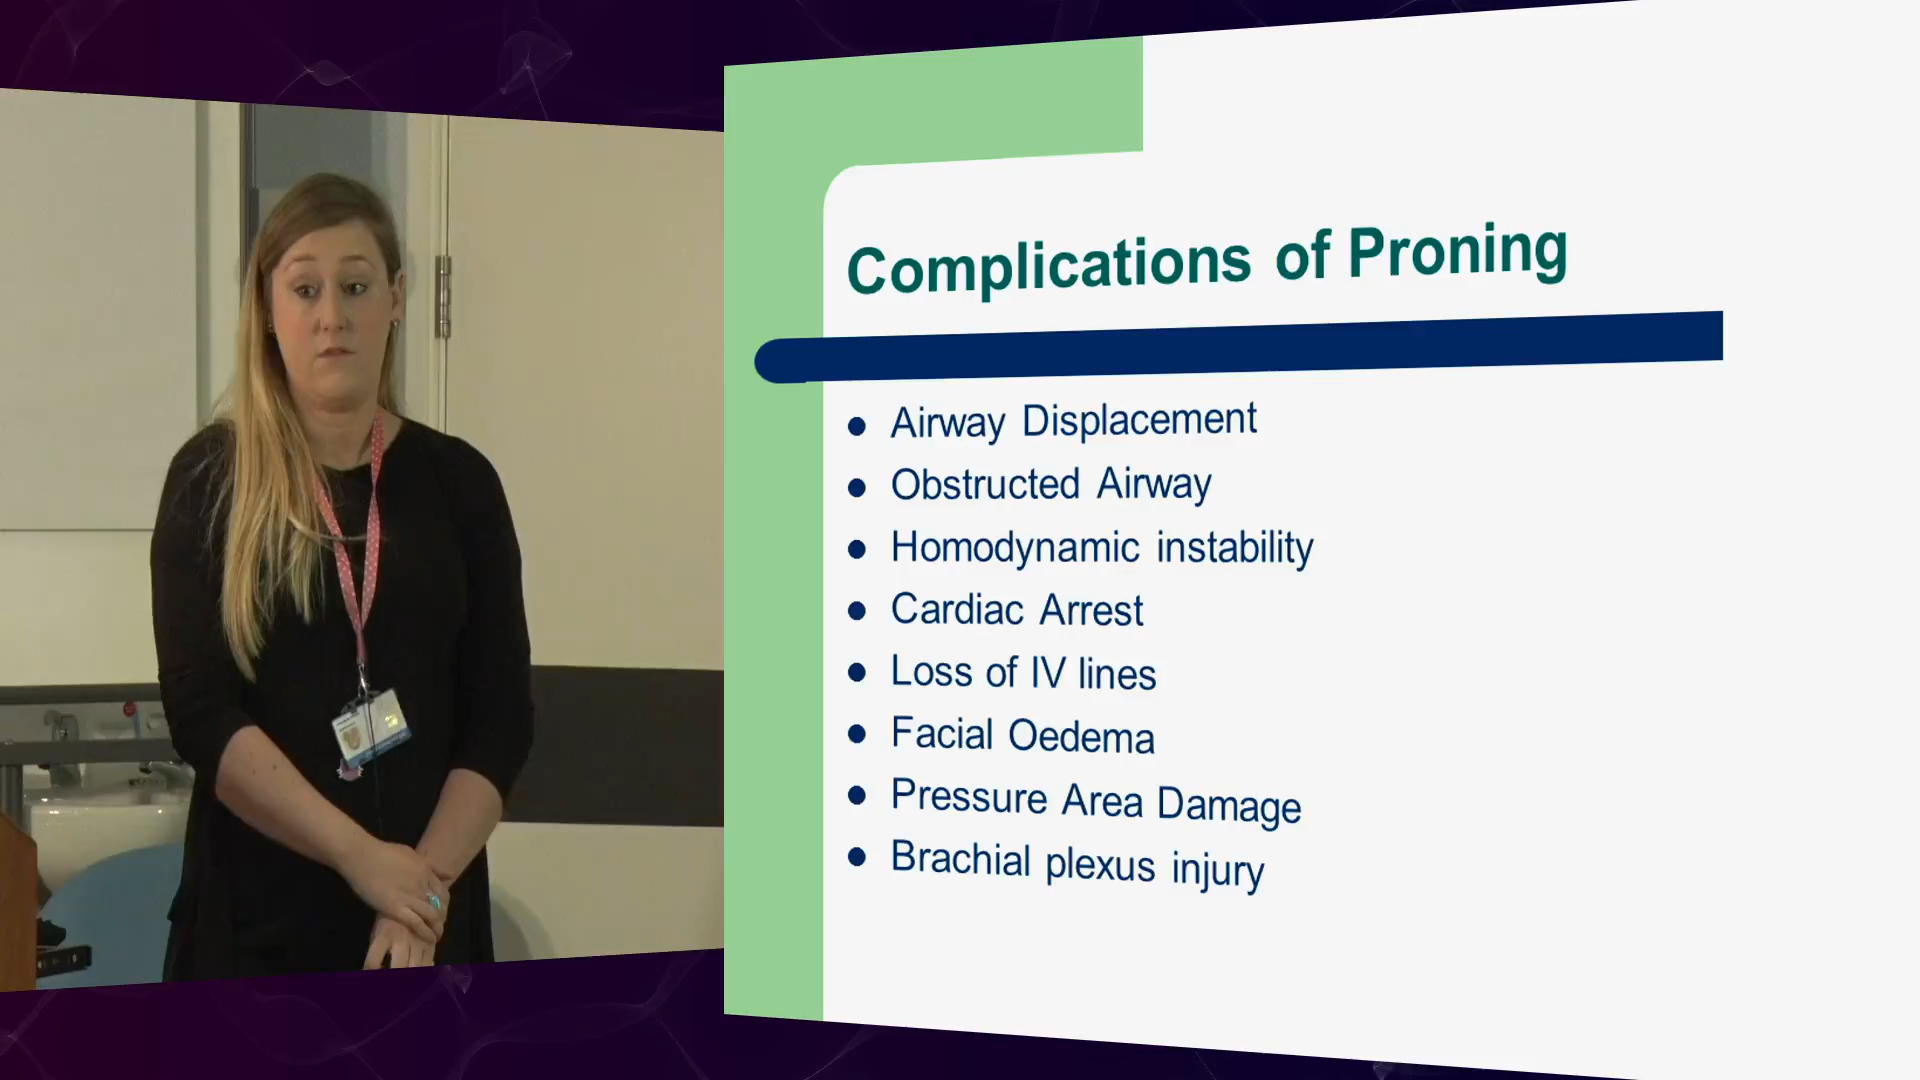 Complications of Proning
Airway Displacement
Obstructed Airway
Homodynamic instability
Cardiac Arrest
Loss of IV lines
Facial Oedema
Pressure Area Damage
Brachial plexus injury